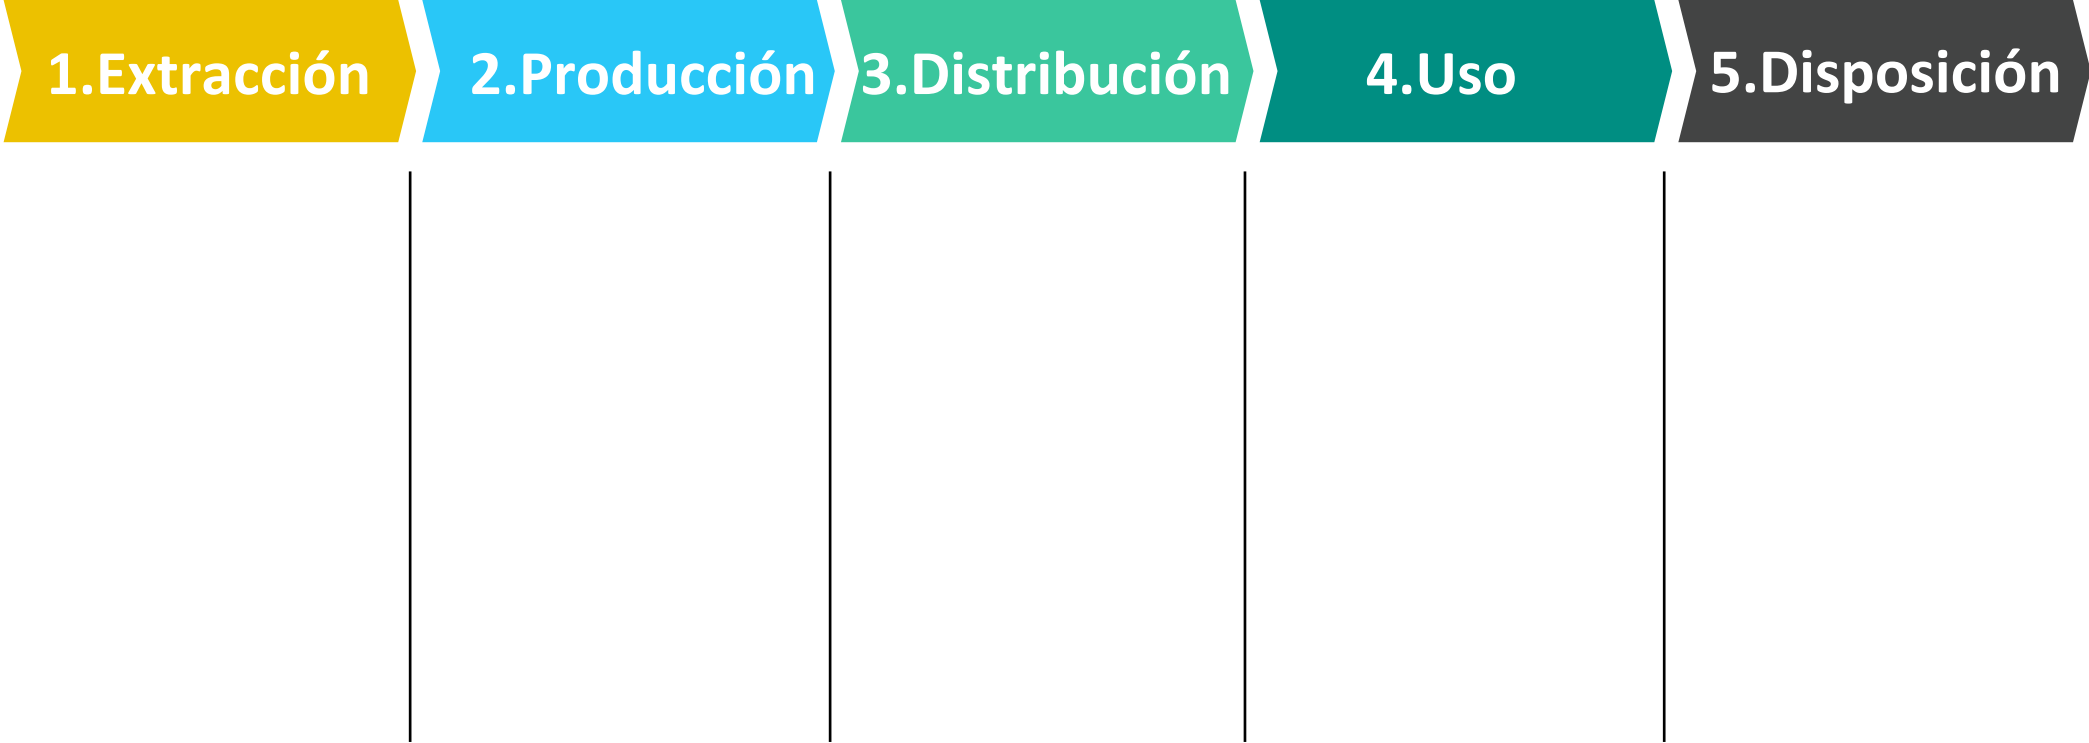 1.Extracción
2.Producción
3.Distribución
4.Uso
5.Disposición